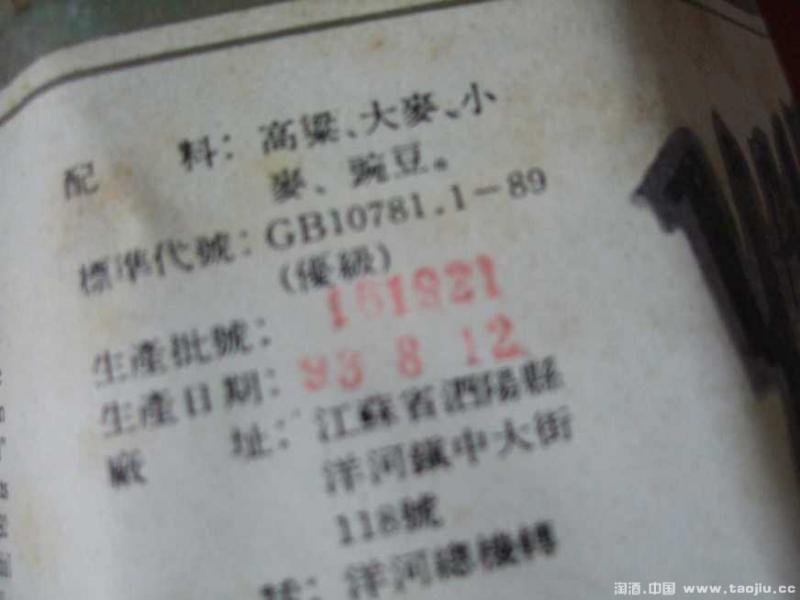 配 料：高粱、大麥、小
麥、豌豆。
標準代號：GB10781.1-89
(優級)
生產批號：161921
生產日期：93 8 12
廠 址：江蘇省泗陽縣
洋河鎮中大街
118號
話：洋河總機轉
淘酒.中国 www.taojiu.cc